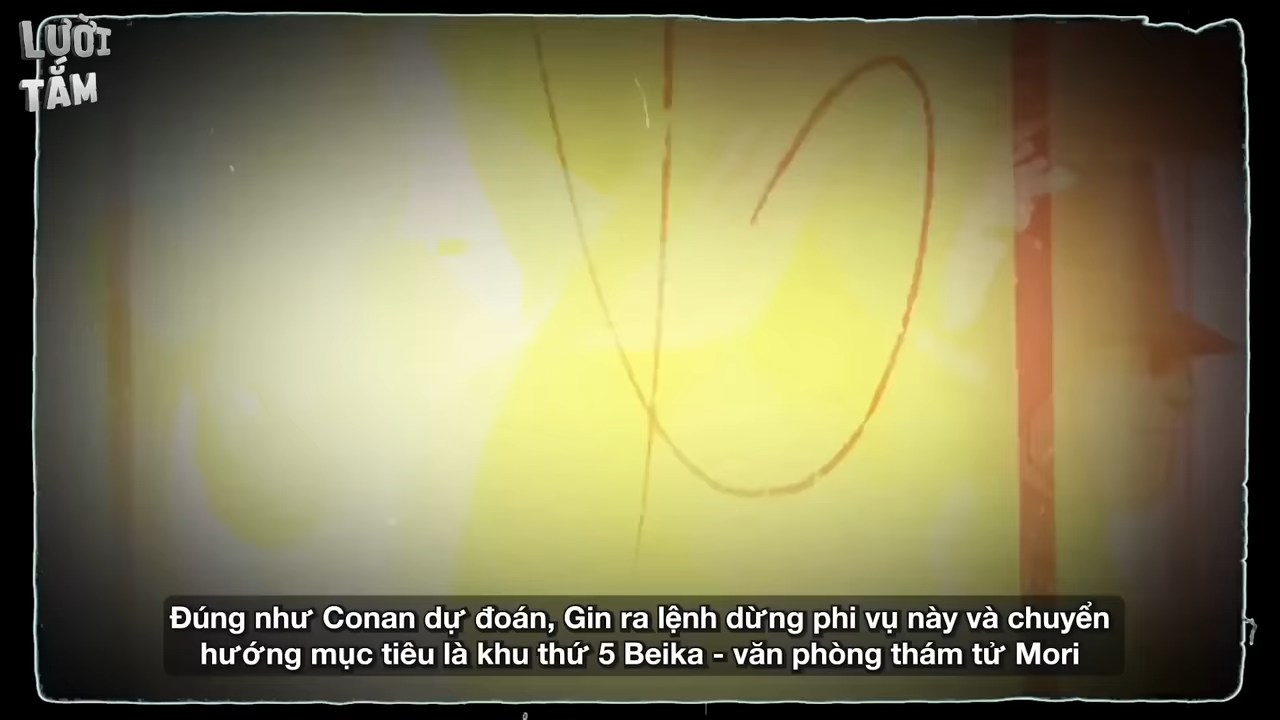 LƯỜI
TẮM
Đúng như Conan dự đoán, Gin ra lệnh dừng phi vụ này và chuyển
hướng mục tiêu là khu thứ 5 Beika - văn phòng thám tử Mori